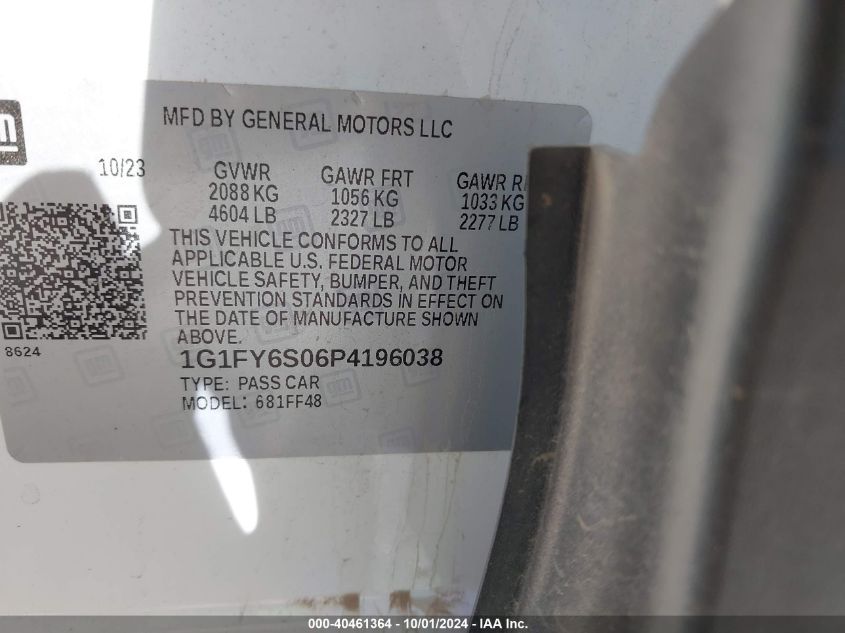 MFD BY GENERAL MOTORS LLC
10/23
GVWR GAWR FRT GAWR
2088 KG 1056 KG 1033 KG
4604 LB 2327 LB 2277 LB
THIS VEHICLE CONFORMS TO ALL
APPLICABLE U.S. FEDERAL MOTOR
VEHICLE SAFETY, BUMPER, AND THEFT
PREVENTION STANDARDS IN EFFECT ON
THE DATE OF MANUFACTURE SHOWN
ABOVE.
8624
1G1FY6S06P4196038
TYPE: PASS CAR
MODEL: 681FF48
000-40461364 - 10/01/2024 - IAA Inc.